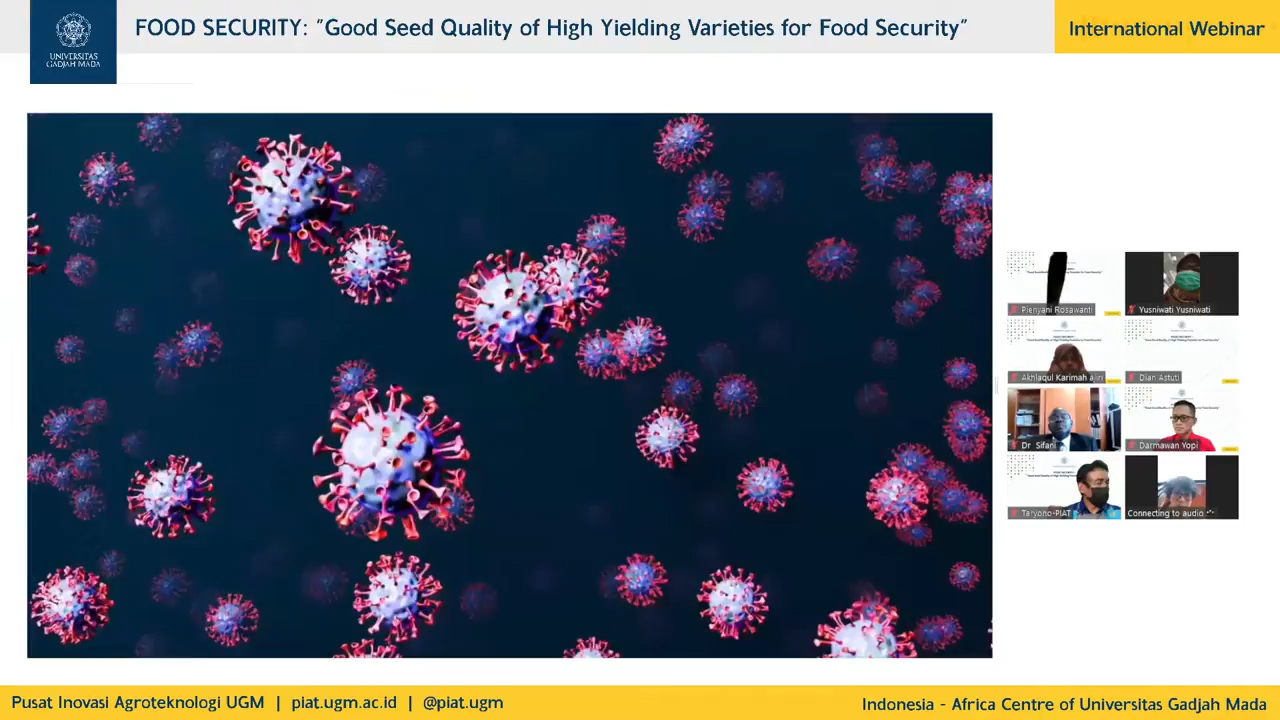 FOOD SECURITY: "Good Seed Quality of High Yielding Varieties for Food Security"
International Webinar
UNIVERSITAS
GADJAH MADA
Pienyani Rosawanti
Yusniwati Yusniwati
Akhlaqul Karimah ajiri
Dian Astuti
Dr Sifani
Darmawan Yopi
Taryono-PIAT
Connecting to audio
Pusat Inovasi Agroteknologi UGM | piat.ugm.ac.id | @piat.ugm
Indonesia - Africa Centre of Universitas Gadjah Mada